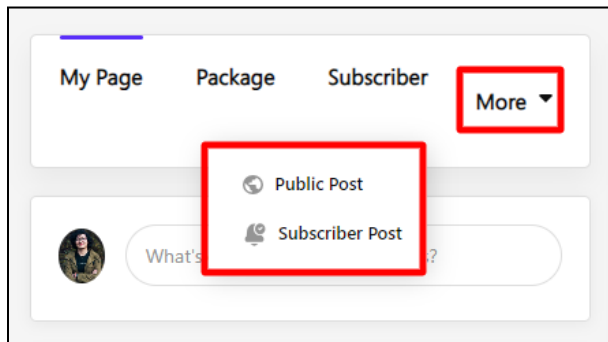 My Page
Package
Subscriber
More
Public Post
Subscriber Post
What's
?